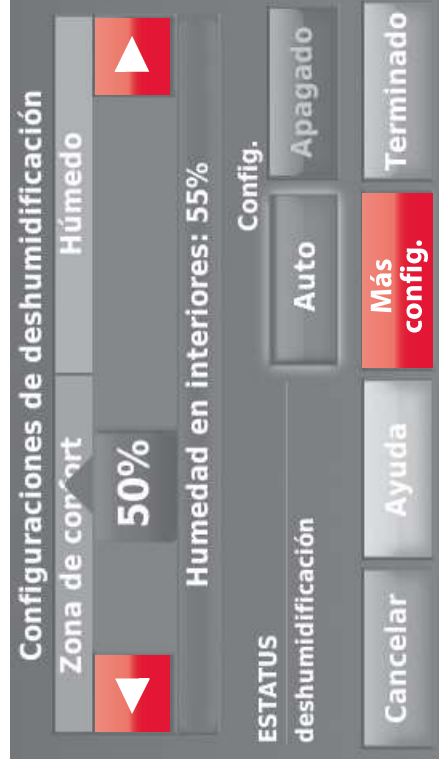 Configuraciones de deshumidificación
Zona de confort Húmedo
50%
Humedad en interiores: 55%
Config.
ESTATUS
deshumidificación
Auto Apagado
Cancelar Ayuda Más config. Terminado